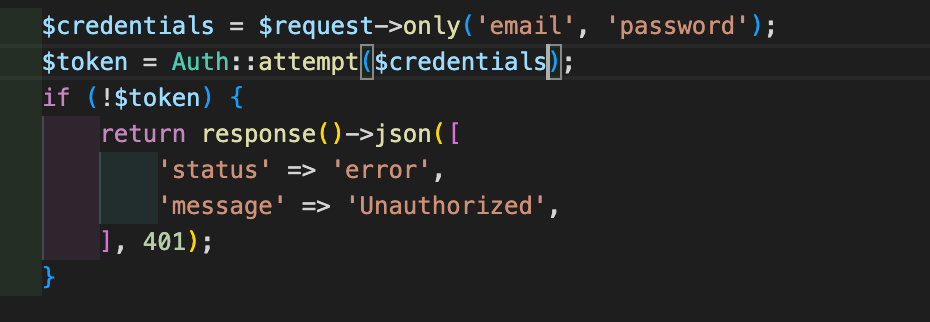 $credentials = $request->only('email', 'password');
$token = Auth::attempt($credentials);
if (!$token) {
return response()->json([
'status' => 'error',
'message' => 'Unauthorized',
], 401);
}